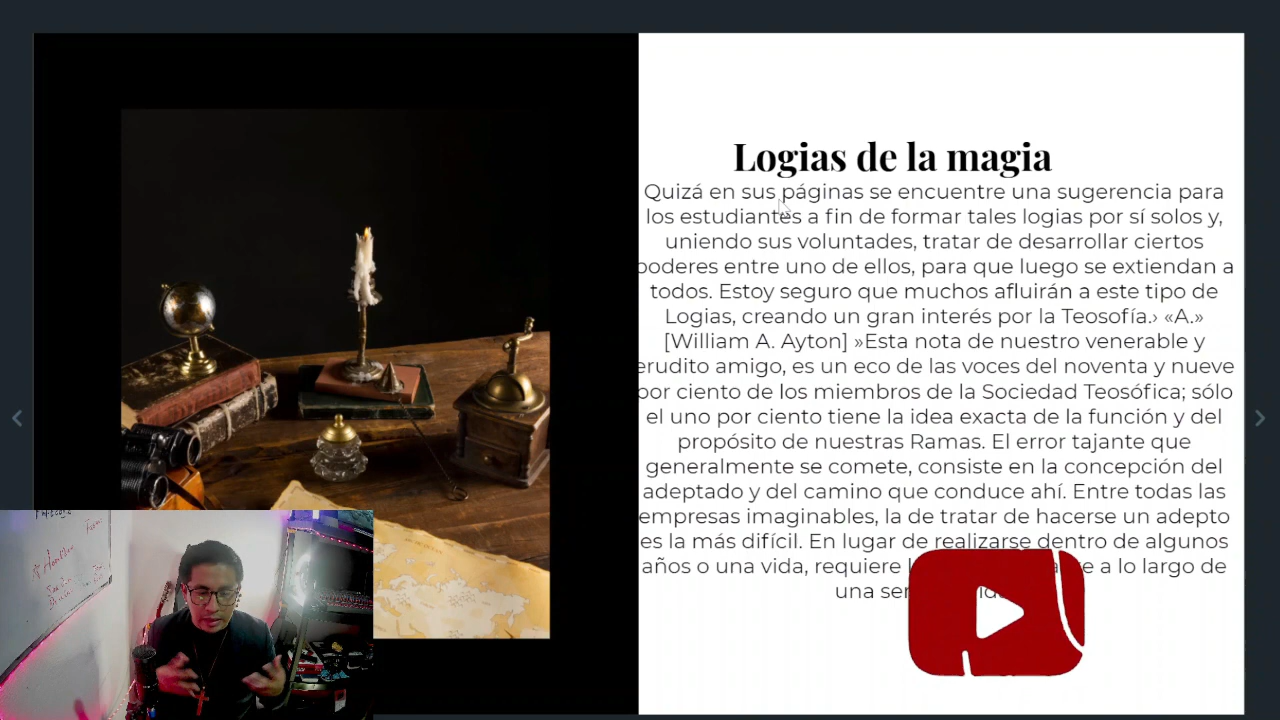 Logias de la magia
Quizá en sus páginas se encuentre una sugerencia para
los estudiantes a fin de formar tales logias por sí solos y,
uniendo sus voluntades, tratar de desarrollar ciertos
poderes entre uno de ellos, para que luego se extiendan a
todos. Estoy seguro que muchos afluirán a este tipo de
Logias, creando un gran interés por la Teosofía.› «A.»
[William A. Ayton] »Esta nota de nuestro venerable y
erudito amigo, es un eco de las voces del noventa y nueve
por ciento de los miembros de la Sociedad Teosófica; sólo
el uno por ciento tiene la idea exacta de la función y del
propósito de nuestras Ramas. El error tajante que
generalmente se comete, consiste en la concepción del
adeptado y del camino que conduce ahí. Entre todas las
empresas imaginables, la de tratar de hacerse un adepto
es la más difícil. En lugar de realizarse dentro de algunos
años o una vida, requiere a lo largo de
una